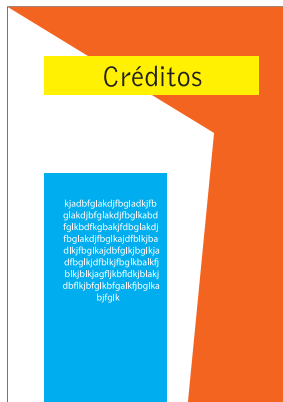 Créditos
kjadbfglakdjfbgladkjfb
glakdjbfglakdjfbglkabd
fglkbdfkgbakjfdbglakdj
fbglakdjfbglkajdfblkjba
dlkjfbglkajdbfglkjbglkja
dfbglkjdfblkjfbglkbalkfj
blkjblkjagfljkbfldkjblakj
dbflkjbfglkbfgalkfjbglka
bjfglk